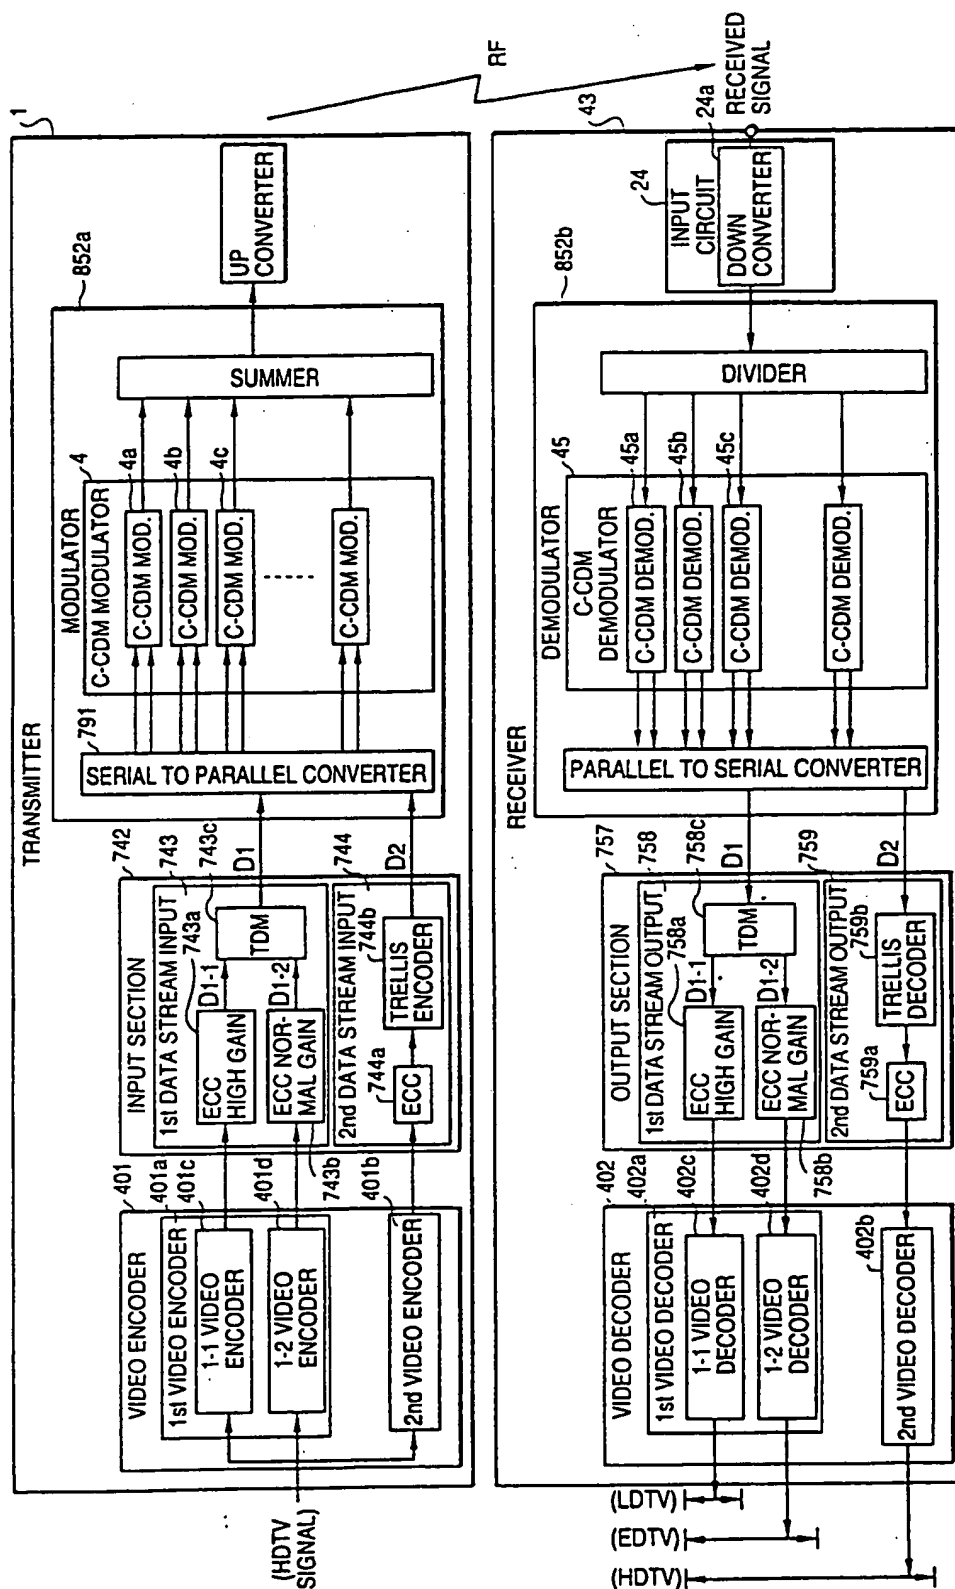 TRANSMITTER
1
(HDTV
SIGNAL)
VIDEO ENCODER
401
1st VIDEO ENCODER
401a
401c
1-1 VIDEO
ENCODER
401d
1-2 VIDEO
ENCODER
401b
2nd VIDEO ENCODER
INPUT SECTION
742
1st DATA STREAM INPUT
743
743a
743c
ECC
HIGH GAIN
D1-1
TDM
ECC NOR-
MAL GAIN
743b
D1-2
D1
2nd DATA STREAM INPUT
744
744a
744b
ECC
TRELLIS
ENCODER
D2
791
SERIAL TO PARALLEL CONVERTER
MODULATOR
852a
C-CDM MODULATOR
4
4a
C-CDM MOD.
4b
C-CDM MOD.
4c
C-CDM MOD.
C-CDM MOD.
SUMMER
UP
CONVERTER
RF
RECEIVER
43
RECEIVED
SIGNAL
24
24a
INPUT
CIRCUIT
DOWN
CONVERTER
852b
DIVIDER
DEMODULATOR
45
C-CDM
DEMODULATOR
45a
C-CDM DEMOD.
45b
C-CDM DEMOD.
45c
C-CDM DEMOD.
C-CDM DEMOD.
PARALLEL TO SERIAL CONVERTER
D1
D2
OUTPUT SECTION
757
1st DATA STREAM OUTPUT
758
758a
758c
TDM
D1-1
ECC
HIGH GAIN
D1-2
ECC NOR-
MAL GAIN
758b
2nd DATA STREAM OUTPUT
759
759a
759b
TRELLIS
DECODER
ECC
VIDEO DECODER
402
1st VIDEO DECODER
402a
402c
1-1 VIDEO
DECODER
402d
1-2 VIDEO
DECODER
402b
2nd VIDEO DECODER
(LDTV)
(EDTV)
(HDTV)